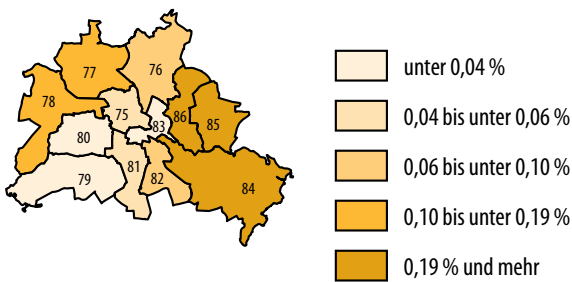 76
77
78
75
86
85
83
80
81
82
79
84
unter 0,04 %
0,04 bis unter 0,06 %
0,06 bis unter 0,10 %
0,10 bis unter 0,19 %
0,19 % und mehr